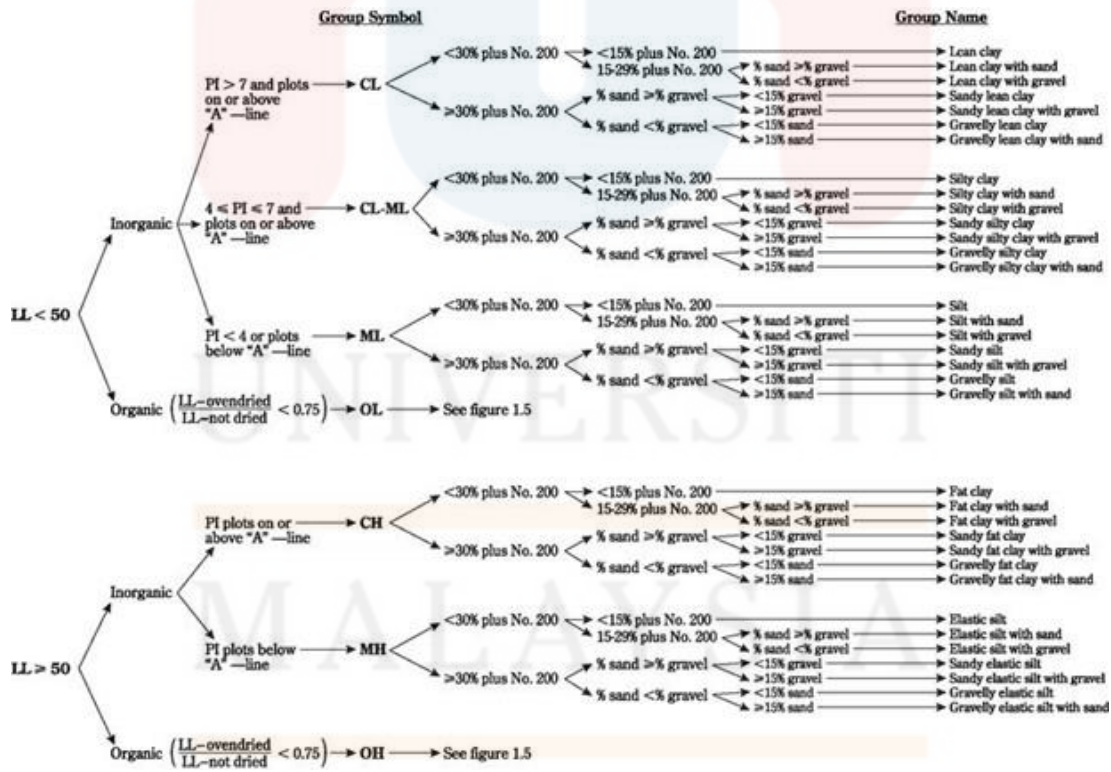 Group Symbol
Group Name
<30% plus No. 200
<15% plus No. 200
Lean clay
15-29% plus No. 200
% sand ≥% gravel
Lean clay with sand
% sand <% gravel
Lean clay with gravel
PI > 7 and plots
on or above
"A" —line
CL
≥30% plus No. 200
% sand ≥% gravel
<15% gravel
Sandy lean clay
≥15% gravel
Sandy lean clay with gravel
% sand <% gravel
<15% sand
Gravelly lean clay
≥15% sand
Gravelly lean clay with sand
<30% plus No. 200
<15% plus No. 200
Silty clay
15-29% plus No. 200
% sand ≥% gravel
Silty clay with sand
% sand <% gravel
Silty clay with gravel
Inorganic
4 ≤ PI ≤ 7 and
plots on or above
"A" —line
CL-ML
≥30% plus No. 200
% sand ≥% gravel
<15% gravel
Sandy silty clay
≥15% gravel
Sandy silty clay with gravel
% sand <% gravel
<15% sand
Gravelly silty clay
≥15% sand
Gravelly silty clay with sand
LL < 50
<30% plus No. 200
<15% plus No. 200
Silt
15-29% plus No. 200
% sand ≥% gravel
Silt with sand
% sand <% gravel
Silt with gravel
PI < 4 or plots
below "A" —line
ML
≥30% plus No. 200
% sand ≥% gravel
<15% gravel
Sandy silt
≥15% gravel
Sandy silt with gravel
% sand <% gravel
<15% sand
Gravelly silt
≥15% sand
Gravelly silt with sand
Organic (LL-ovendried / LL-not dried < 0.75)
OL
See figure 1.5
UNIVERSITI
<30% plus No. 200
<15% plus No. 200
Fat clay
15-29% plus No. 200
% sand ≥% gravel
Fat clay with sand
% sand <% gravel
Fat clay with gravel
PI plots on or
above "A" —line
CH
≥30% plus No. 200
% sand ≥% gravel
<15% gravel
Sandy fat clay
≥15% gravel
Sandy fat clay with gravel
% sand <% gravel
<15% sand
Gravelly fat clay
≥15% sand
Gravelly fat clay with sand
Inorganic
MALAYSIA
<30% plus No. 200
<15% plus No. 200
Elastic silt
15-29% plus No. 200
% sand ≥% gravel
Elastic silt with sand
% sand <% gravel
Elastic silt with gravel
PI plots below
"A" —line
MH
LL ≥ 50
≥30% plus No. 200
% sand ≥% gravel
<15% gravel
Sandy elastic silt
≥15% gravel
Sandy elastic silt with gravel
% sand <% gravel
<15% sand
Gravelly elastic silt
≥15% sand
Gravelly elastic silt with sand
Organic (LL-ovendried / LL-not dried < 0.75)
OH
See figure 1.5